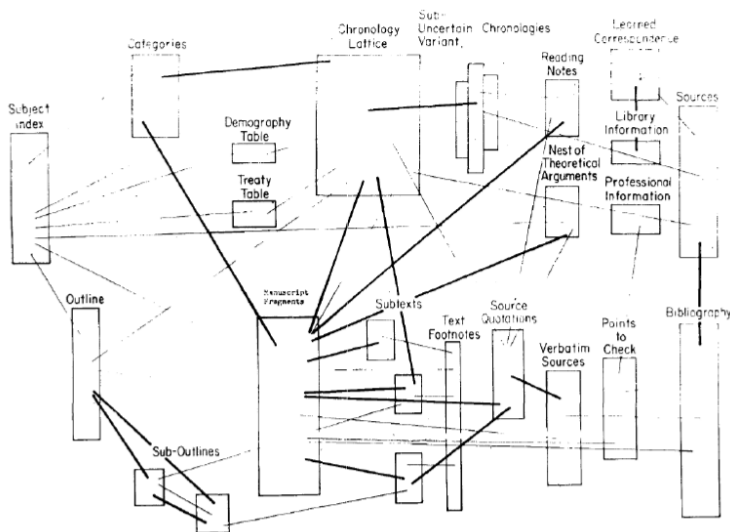 Categories
Chronology
Lattice
Sub-
Uncertain
Variant,
Chronologies
Learned
Correspondence
Reading
Notes
Sources
Subject
Index
Demography
Table
Library
Information
Nest of
Theoretical
Arguments
Treaty
Table
Professional
Information
Outline
Manuscript
Fragments
Subtexts
Text
Footnotes
Source
Quotations
Points
to
Check
Bibliography
Verbatim
Sources
Sub-Outlines